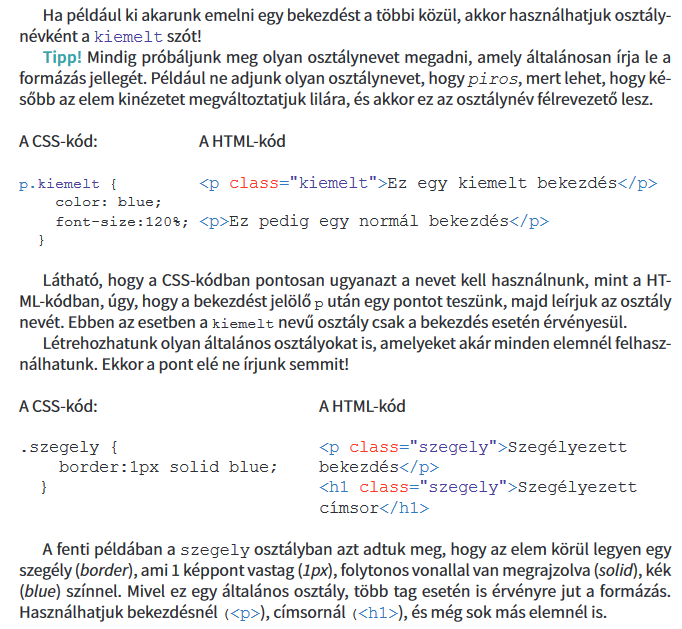 Ha például ki akarunk emelni egy bekezdést a többi közül, akkor használhatjuk osztály-
névként a kiemelt szót!
Tipp! Mindig próbáljunk meg olyan osztálynevet megadni, amely általánosan írja le a
formázás jellegét. Például ne adjunk olyan osztálynevet, hogy piros, mert lehet, hogy ké-
sőbb az elem kinézetet megváltoztatjuk lilára, és akkor ez az osztálynév félrevezető lesz.
A CSS-kód: A HTML-kód
p.kiemelt { <p class="kiemelt">Ez egy kiemelt bekezdés</p>
color: blue;
font-size:120%; <p>Ez pedig egy normál bekezdés</p>
}
Látható, hogy a CSS-kódban pontosan ugyanazt a nevet kell használnunk, mint a HT-
ML-kódban, úgy, hogy a bekezdést jelölő p után egy pontot teszünk, majd leírjuk az osztály
nevét. Ebben az esetben a kiemelt nevű osztály csak a bekezdés esetén érvényesül.
Létrehozhatunk olyan általános osztályokat is, amelyeket akár minden elemnél felhasz-
nálhatunk. Ekkor a pont elé ne írjunk semmit!
A CSS-kód: A HTML-kód
.szegely { <p class="szegely">Szegélyezett
border:1px solid blue; bekezdés</p>
} <h1 class="szegely">Szegélyezett
címsor</h1>
A fenti példában a szegely osztályban azt adtuk meg, hogy az elem körül legyen egy
szegély (border), ami 1 képpont vastag (1px), folytonos vonallal van megrajzolva (solid), kék
(blue) színnel. Mivel ez egy általános osztály, több tag esetén is érvényre jut a formázás.
Használhatjuk bekezdésnél (<p>), címsornál (<h1>), és még sok más elemnél is.